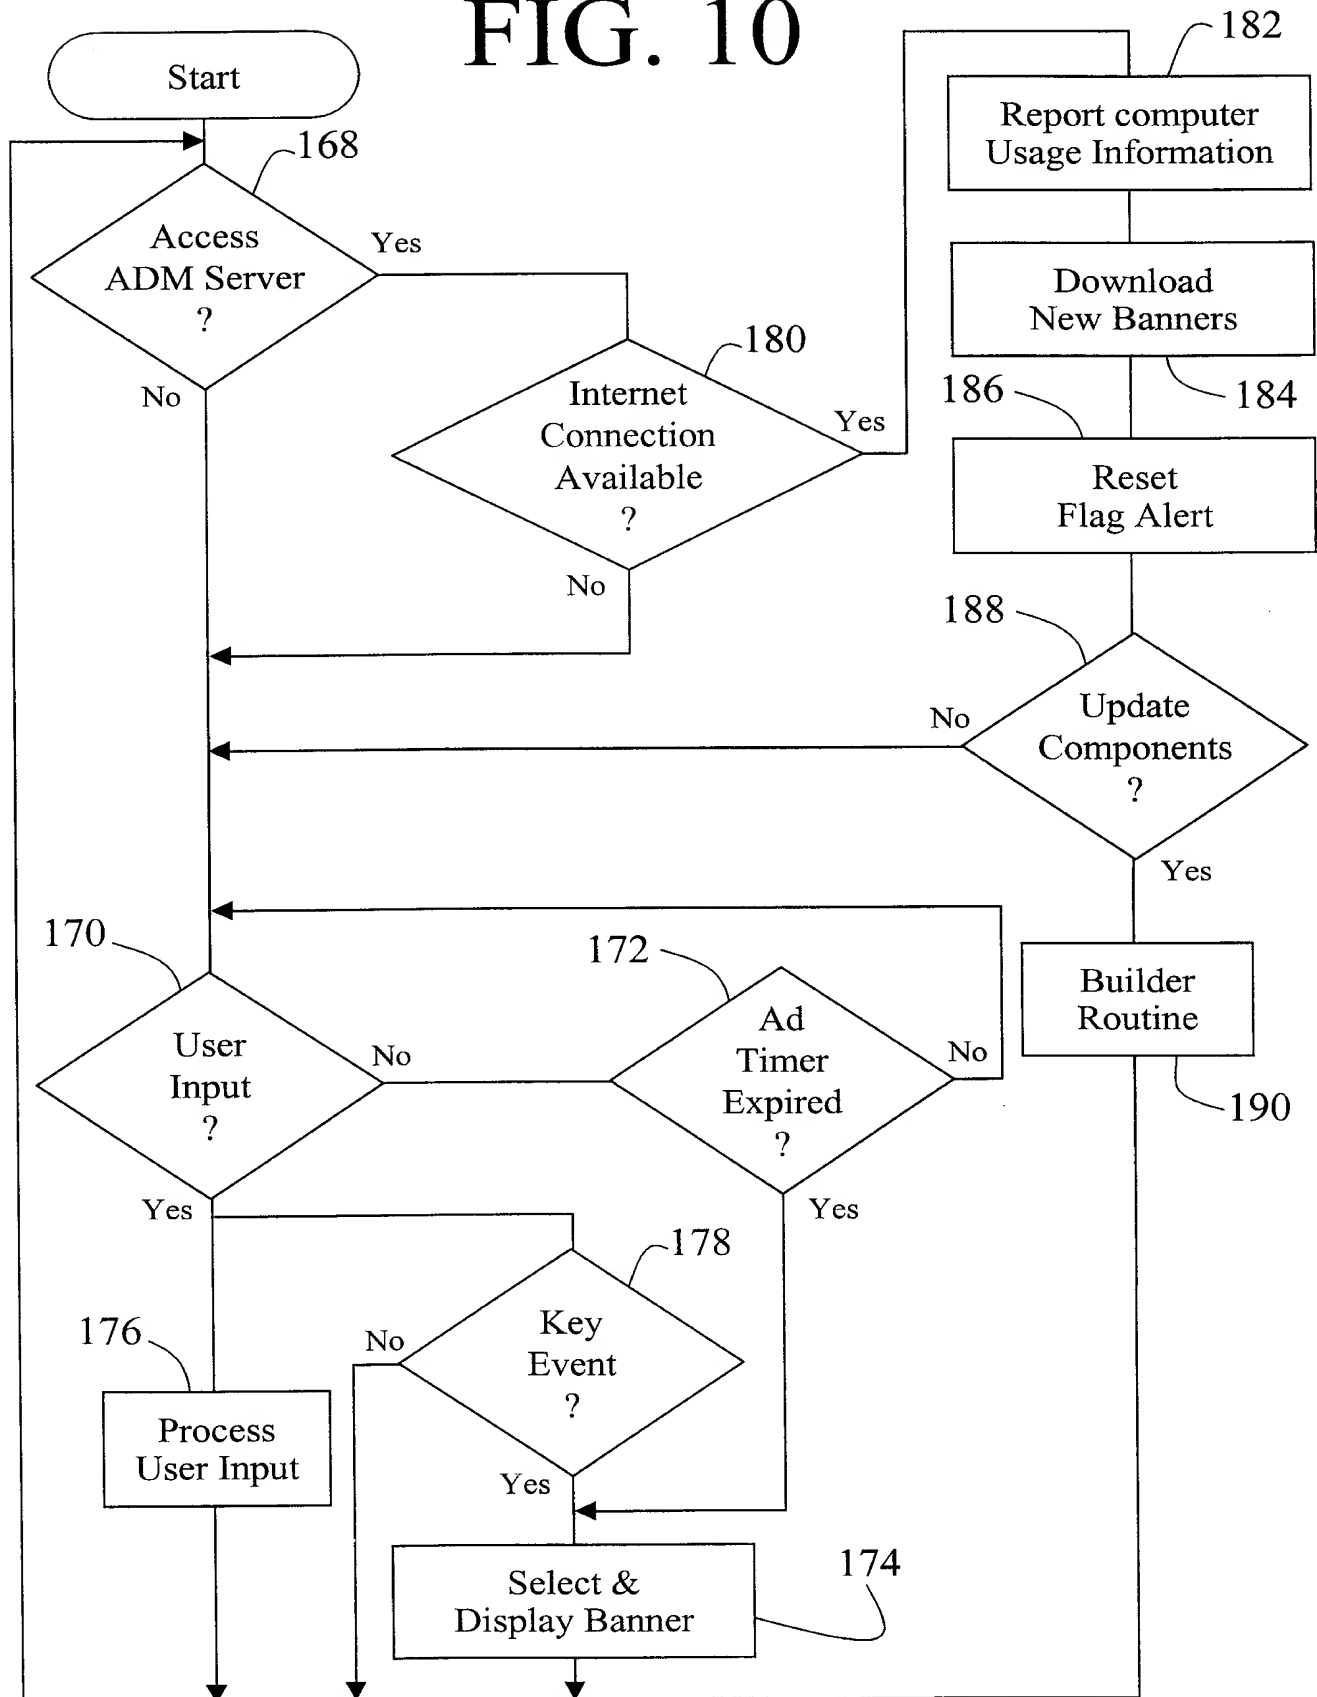 FIG. 10
Start
168
Access
ADM Server
?
Yes
No
180
Internet
Connection
Available
?
Yes
No
182
Report computer
Usage Information
Download
New Banners
184
186
Reset
Flag Alert
188
Update
Components
?
No
Yes
Builder
Routine
190
170
User
Input
?
No
Yes
172
Ad
Timer
Expired
?
No
Yes
176
Process
User Input
178
Key
Event
?
No
Yes
Select &
Display Banner
174